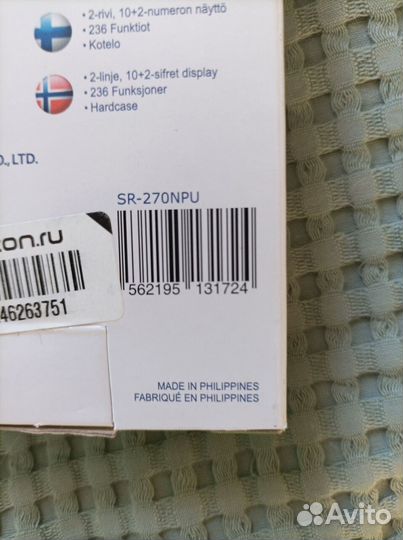 • 2-rivi, 10+2-numeron näyttö
• 236 Funktiot
• Kotelo
• 2-linje, 10+2-sifret display
• 236 Funksjoner
• Hardcase
O., LTD.
SR-270NPU
on.ru
46263751
562195 131724
MADE IN PHILIPPINES
FABRIQUÉ EN PHILIPPINES
Avito